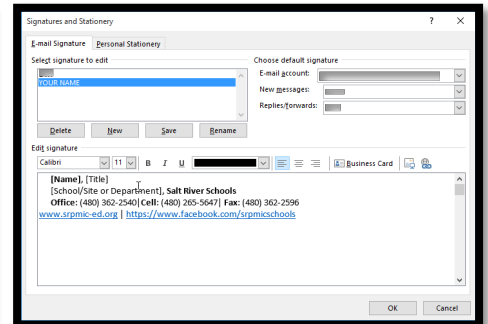 Signatures and Stationery
? ×
E-mail Signature Personal Stationery
Select signature to edit
Choose default signature
YOUR NAME
E-mail account:
New messages:
Replies/forwards:
Delete New Save Rename
Edit signature
Calibri 11 B I U Business Card
[Name], [Title]
[School/Site or Department], Salt River Schools
Office: (480) 362-2540| Cell: (480) 265-5647| Fax: (480) 362-2596
www.srpmic-ed.org | https://www.facebook.com/srpmicschools
OK Cancel